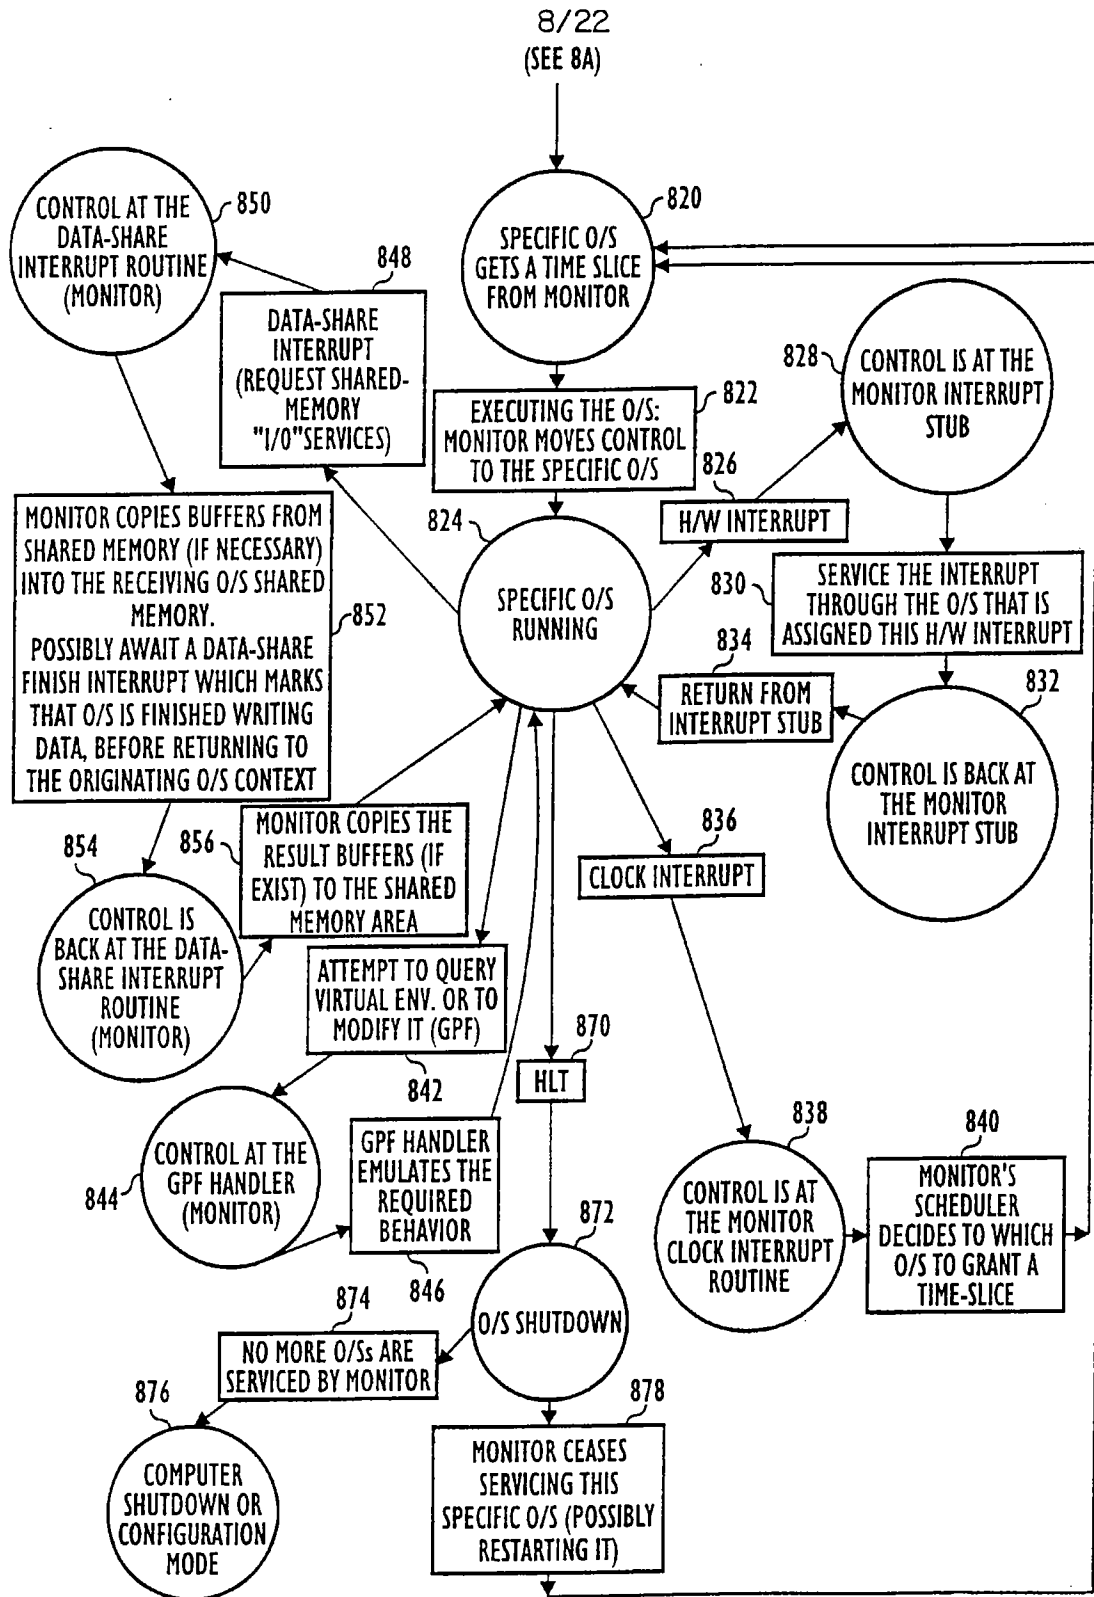 8/22
(SEE 8A)
820
SPECIFIC O/S
GETS A TIME SLICE
FROM MONITOR
850
CONTROL AT THE
DATA-SHARE
INTERRUPT ROUTINE
(MONITOR)
848
DATA-SHARE
INTERRUPT
(REQUEST SHARED-
MEMORY
"I/O" SERVICES)
822
EXECUTING THE O/S:
MONITOR MOVES CONTROL
TO THE SPECIFIC O/S
828
CONTROL IS AT THE
MONITOR INTERRUPT
STUB
826
H/W INTERRUPT
824
SPECIFIC O/S
RUNNING
830
SERVICE THE INTERRUPT
THROUGH THE O/S THAT IS
ASSIGNED THIS H/W INTERRUPT
834
RETURN FROM
INTERRUPT STUB
832
CONTROL IS BACK AT
THE MONITOR
INTERRUPT STUB
MONITOR COPIES BUFFERS FROM
SHARED MEMORY (IF NECESSARY)
INTO THE RECEIVING O/S SHARED
MEMORY.
POSSIBLY AWAIT A DATA-SHARE
FINISH INTERRUPT WHICH MARKS
THAT O/S IS FINISHED WRITING
DATA, BEFORE RETURNING TO
THE ORIGINATING O/S CONTEXT
852
854
CONTROL IS
BACK AT THE DATA-
SHARE INTERRUPT
ROUTINE
(MONITOR)
856
MONITOR COPIES THE
RESULT BUFFERS (IF
EXIST) TO THE SHARED
MEMORY AREA
836
CLOCK INTERRUPT
ATTEMPT TO QUERY
VIRTUAL ENV. OR TO
MODIFY IT (GPF)
842
870
HLT
844
CONTROL AT THE
GPF HANDLER
(MONITOR)
GPF HANDLER
EMULATES THE
REQUIRED
BEHAVIOR
846
838
CONTROL IS AT
THE MONITOR
CLOCK INTERRUPT
ROUTINE
840
MONITOR'S
SCHEDULER
DECIDES TO WHICH
O/S TO GRANT A
TIME-SLICE
872
O/S SHUTDOWN
874
NO MORE O/Ss ARE
SERVICED BY MONITOR
876
COMPUTER
SHUTDOWN OR
CONFIGURATION
MODE
878
MONITOR CEASES
SERVICING THIS
SPECIFIC O/S (POSSIBLY
RESTARTING IT)